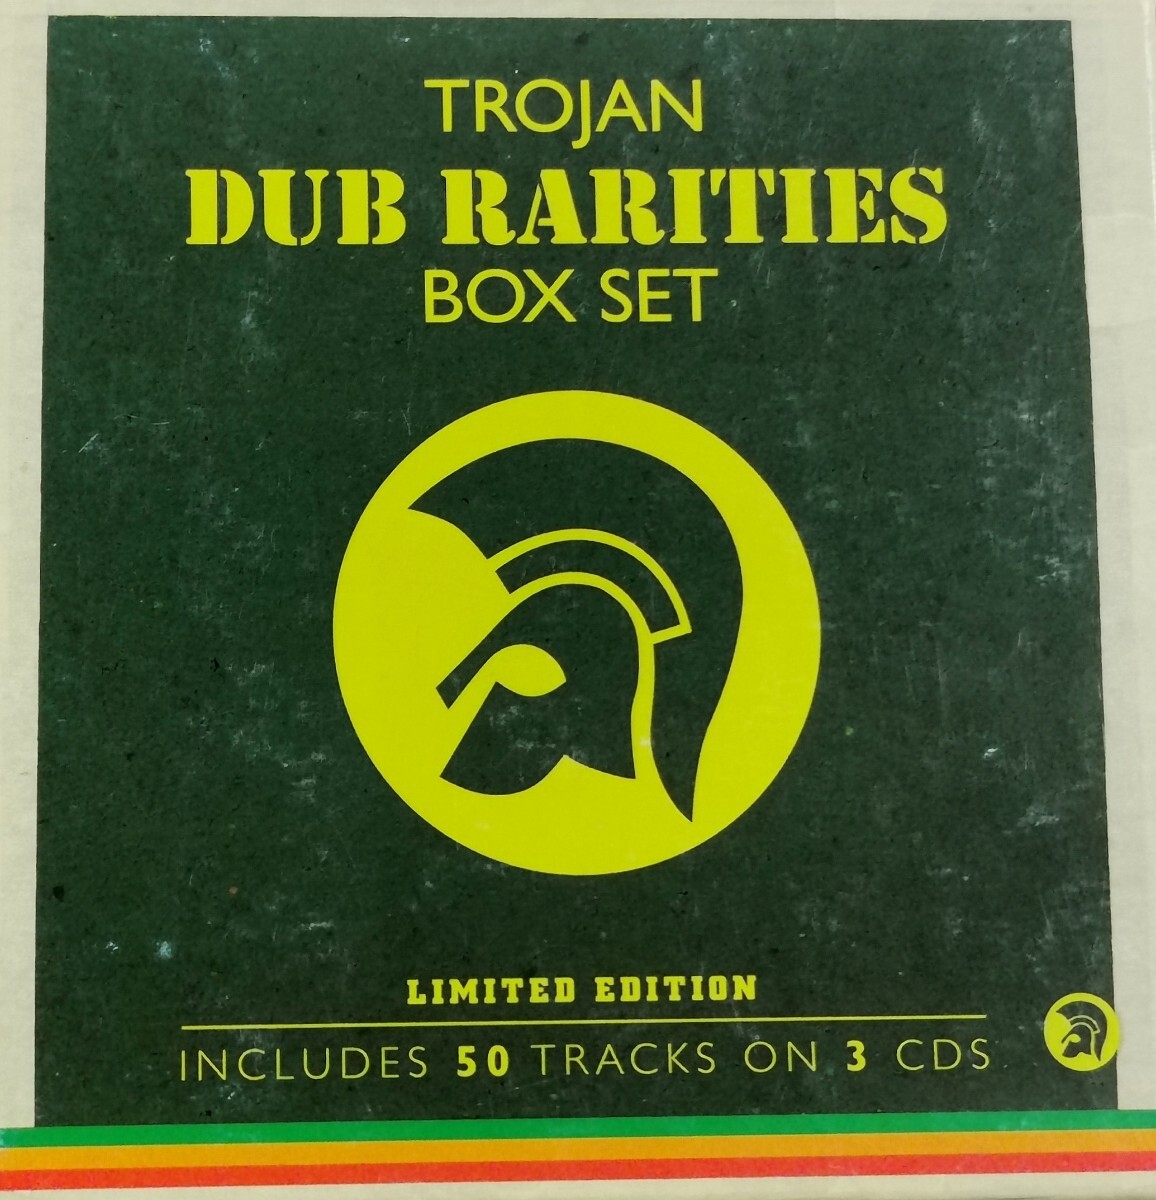 TROJAN
DUB RARITIES
BOX SET
LIMITED EDITION
INCLUDES 50 TRACKS ON 3 CDS